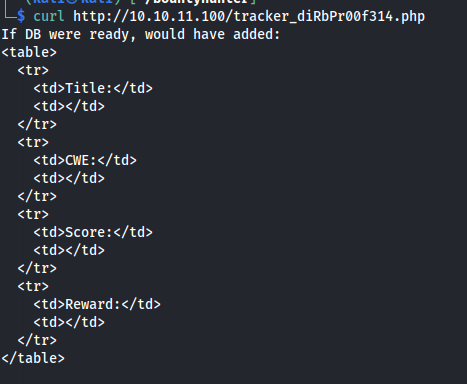 $ curl http://10.10.11.100/tracker_diRbPr00f314.php
If DB were ready, would have added:
<table>
  <tr>
    <td>Title:</td>
    <td></td>
  </tr>
  <tr>
    <td>CWE:</td>
    <td></td>
  </tr>
  <tr>
    <td>Score:</td>
    <td></td>
  </tr>
  <tr>
    <td>Reward:</td>
    <td></td>
  </tr>
</table>